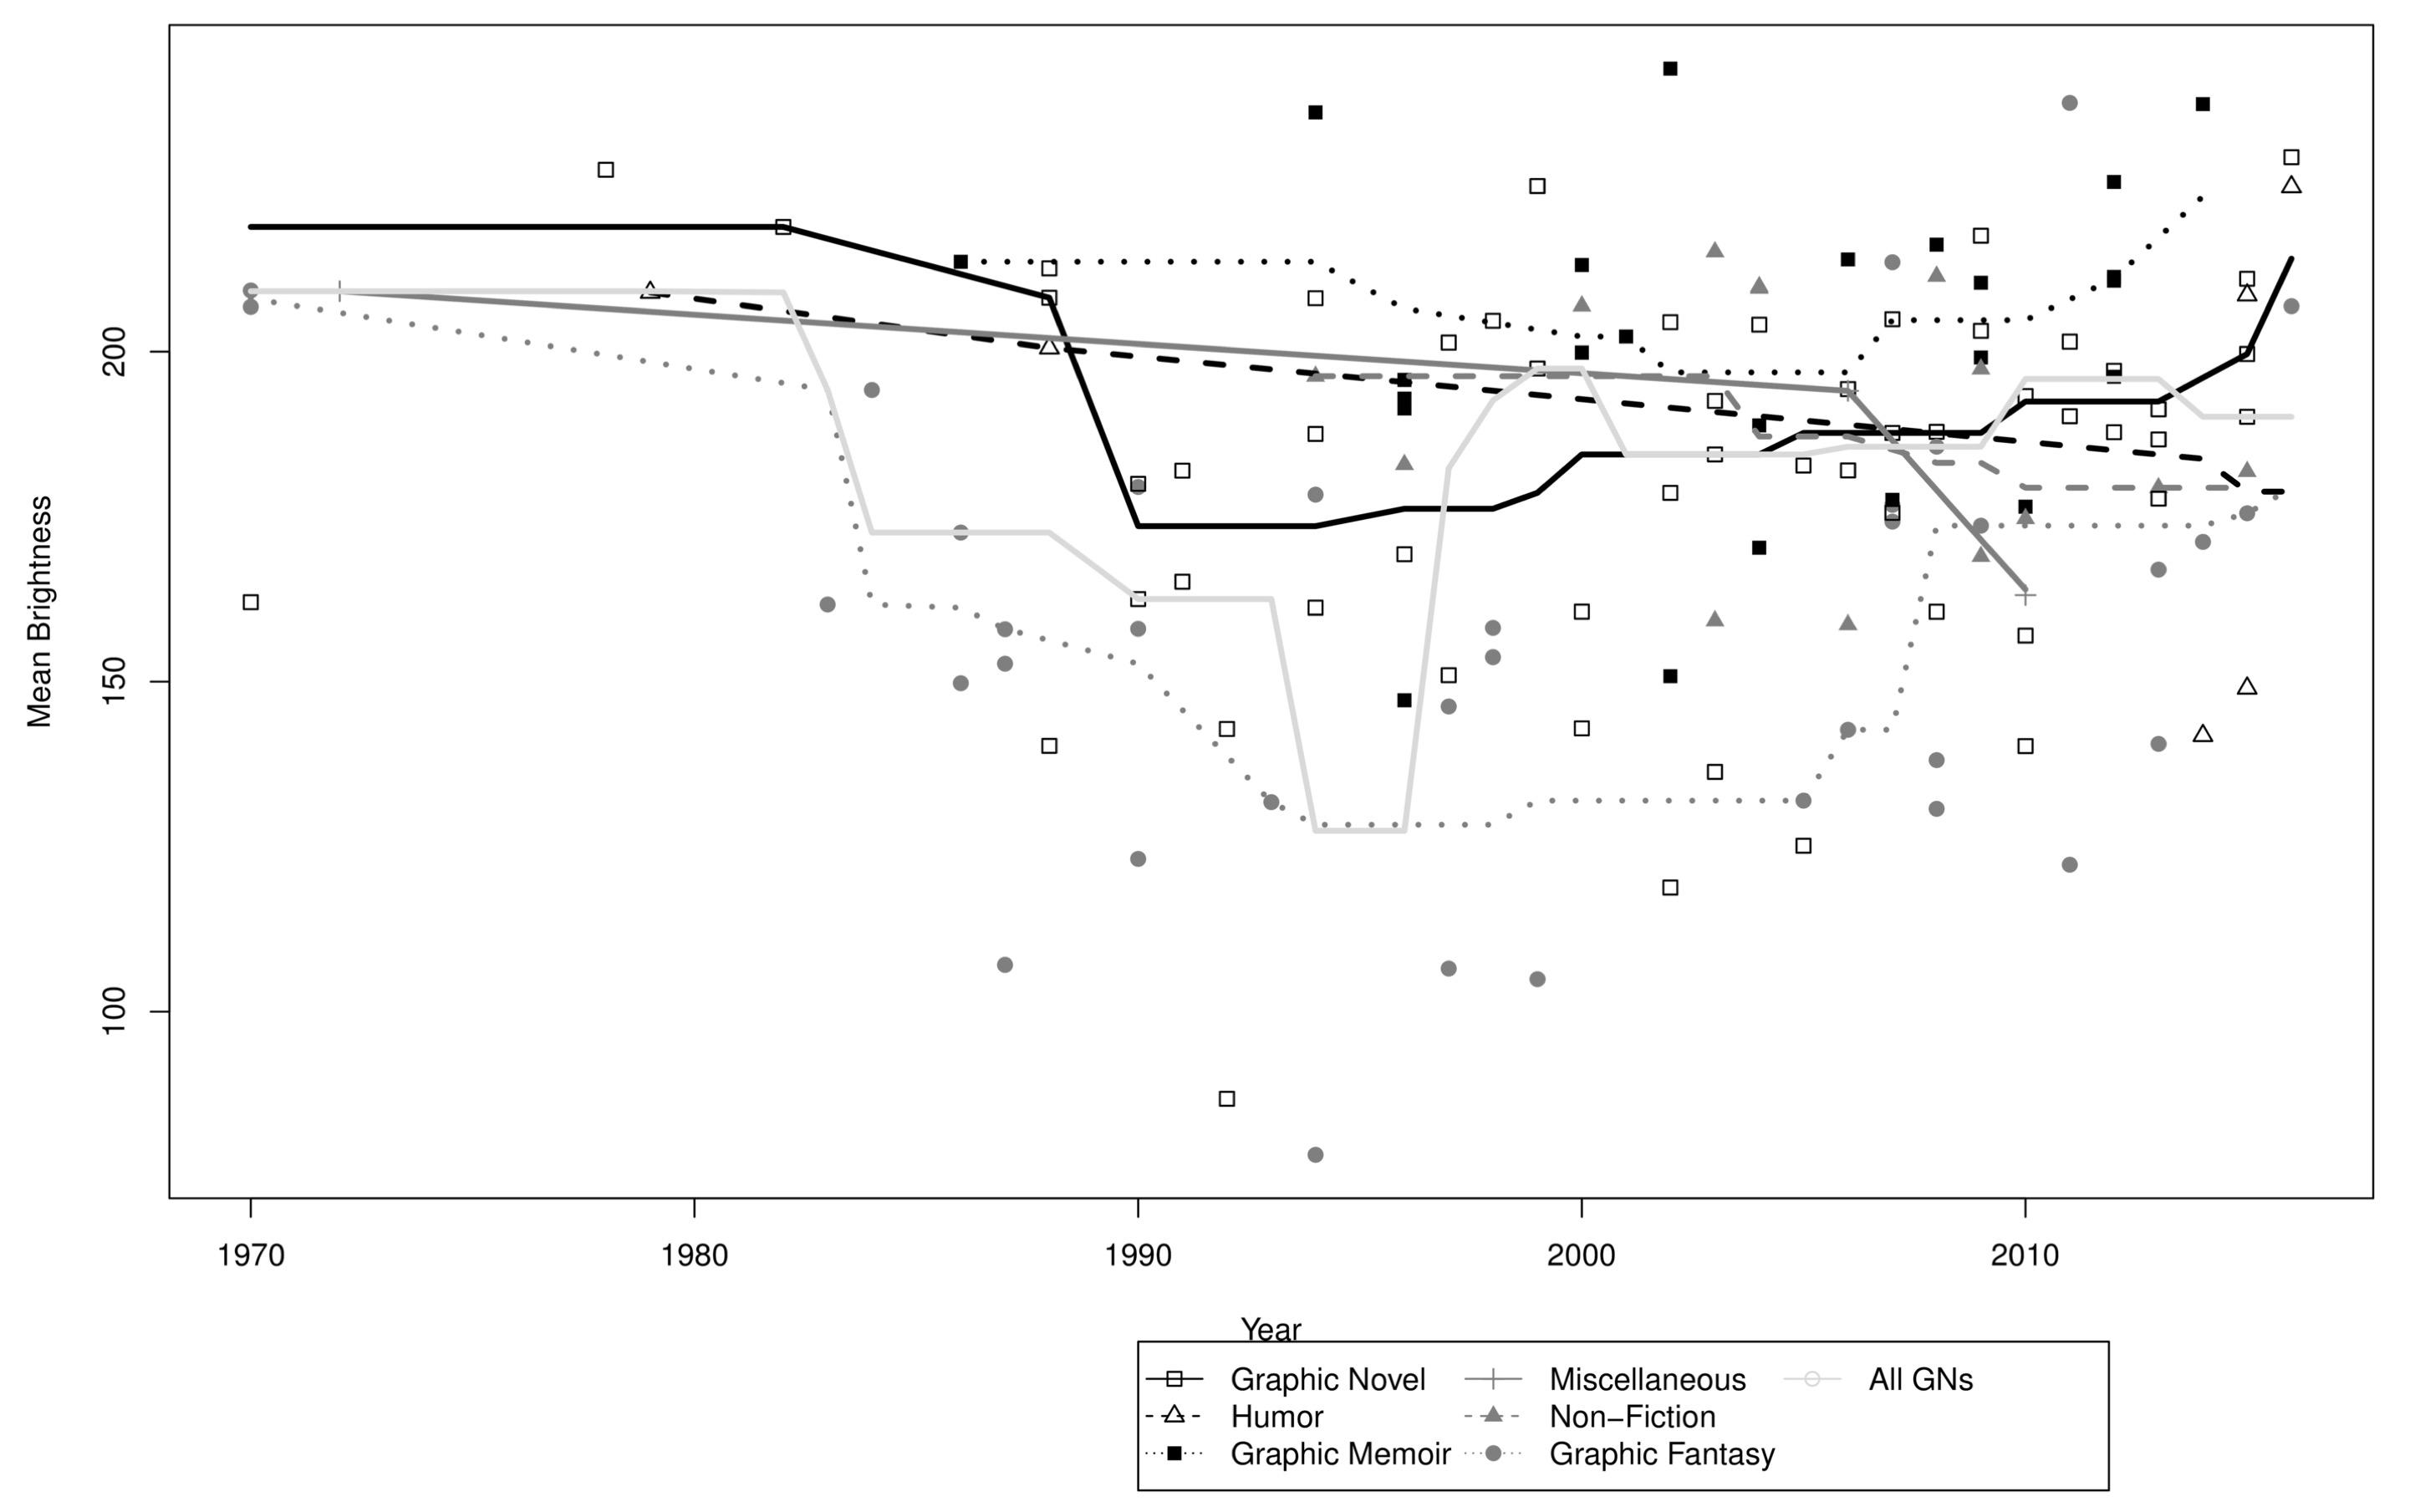 Mean Brightness
200
150
100
1970 1980 1990 2000 2010
Year
Graphic Novel Miscellaneous All GNs
Humor Non−Fiction
Graphic Memoir Graphic Fantasy